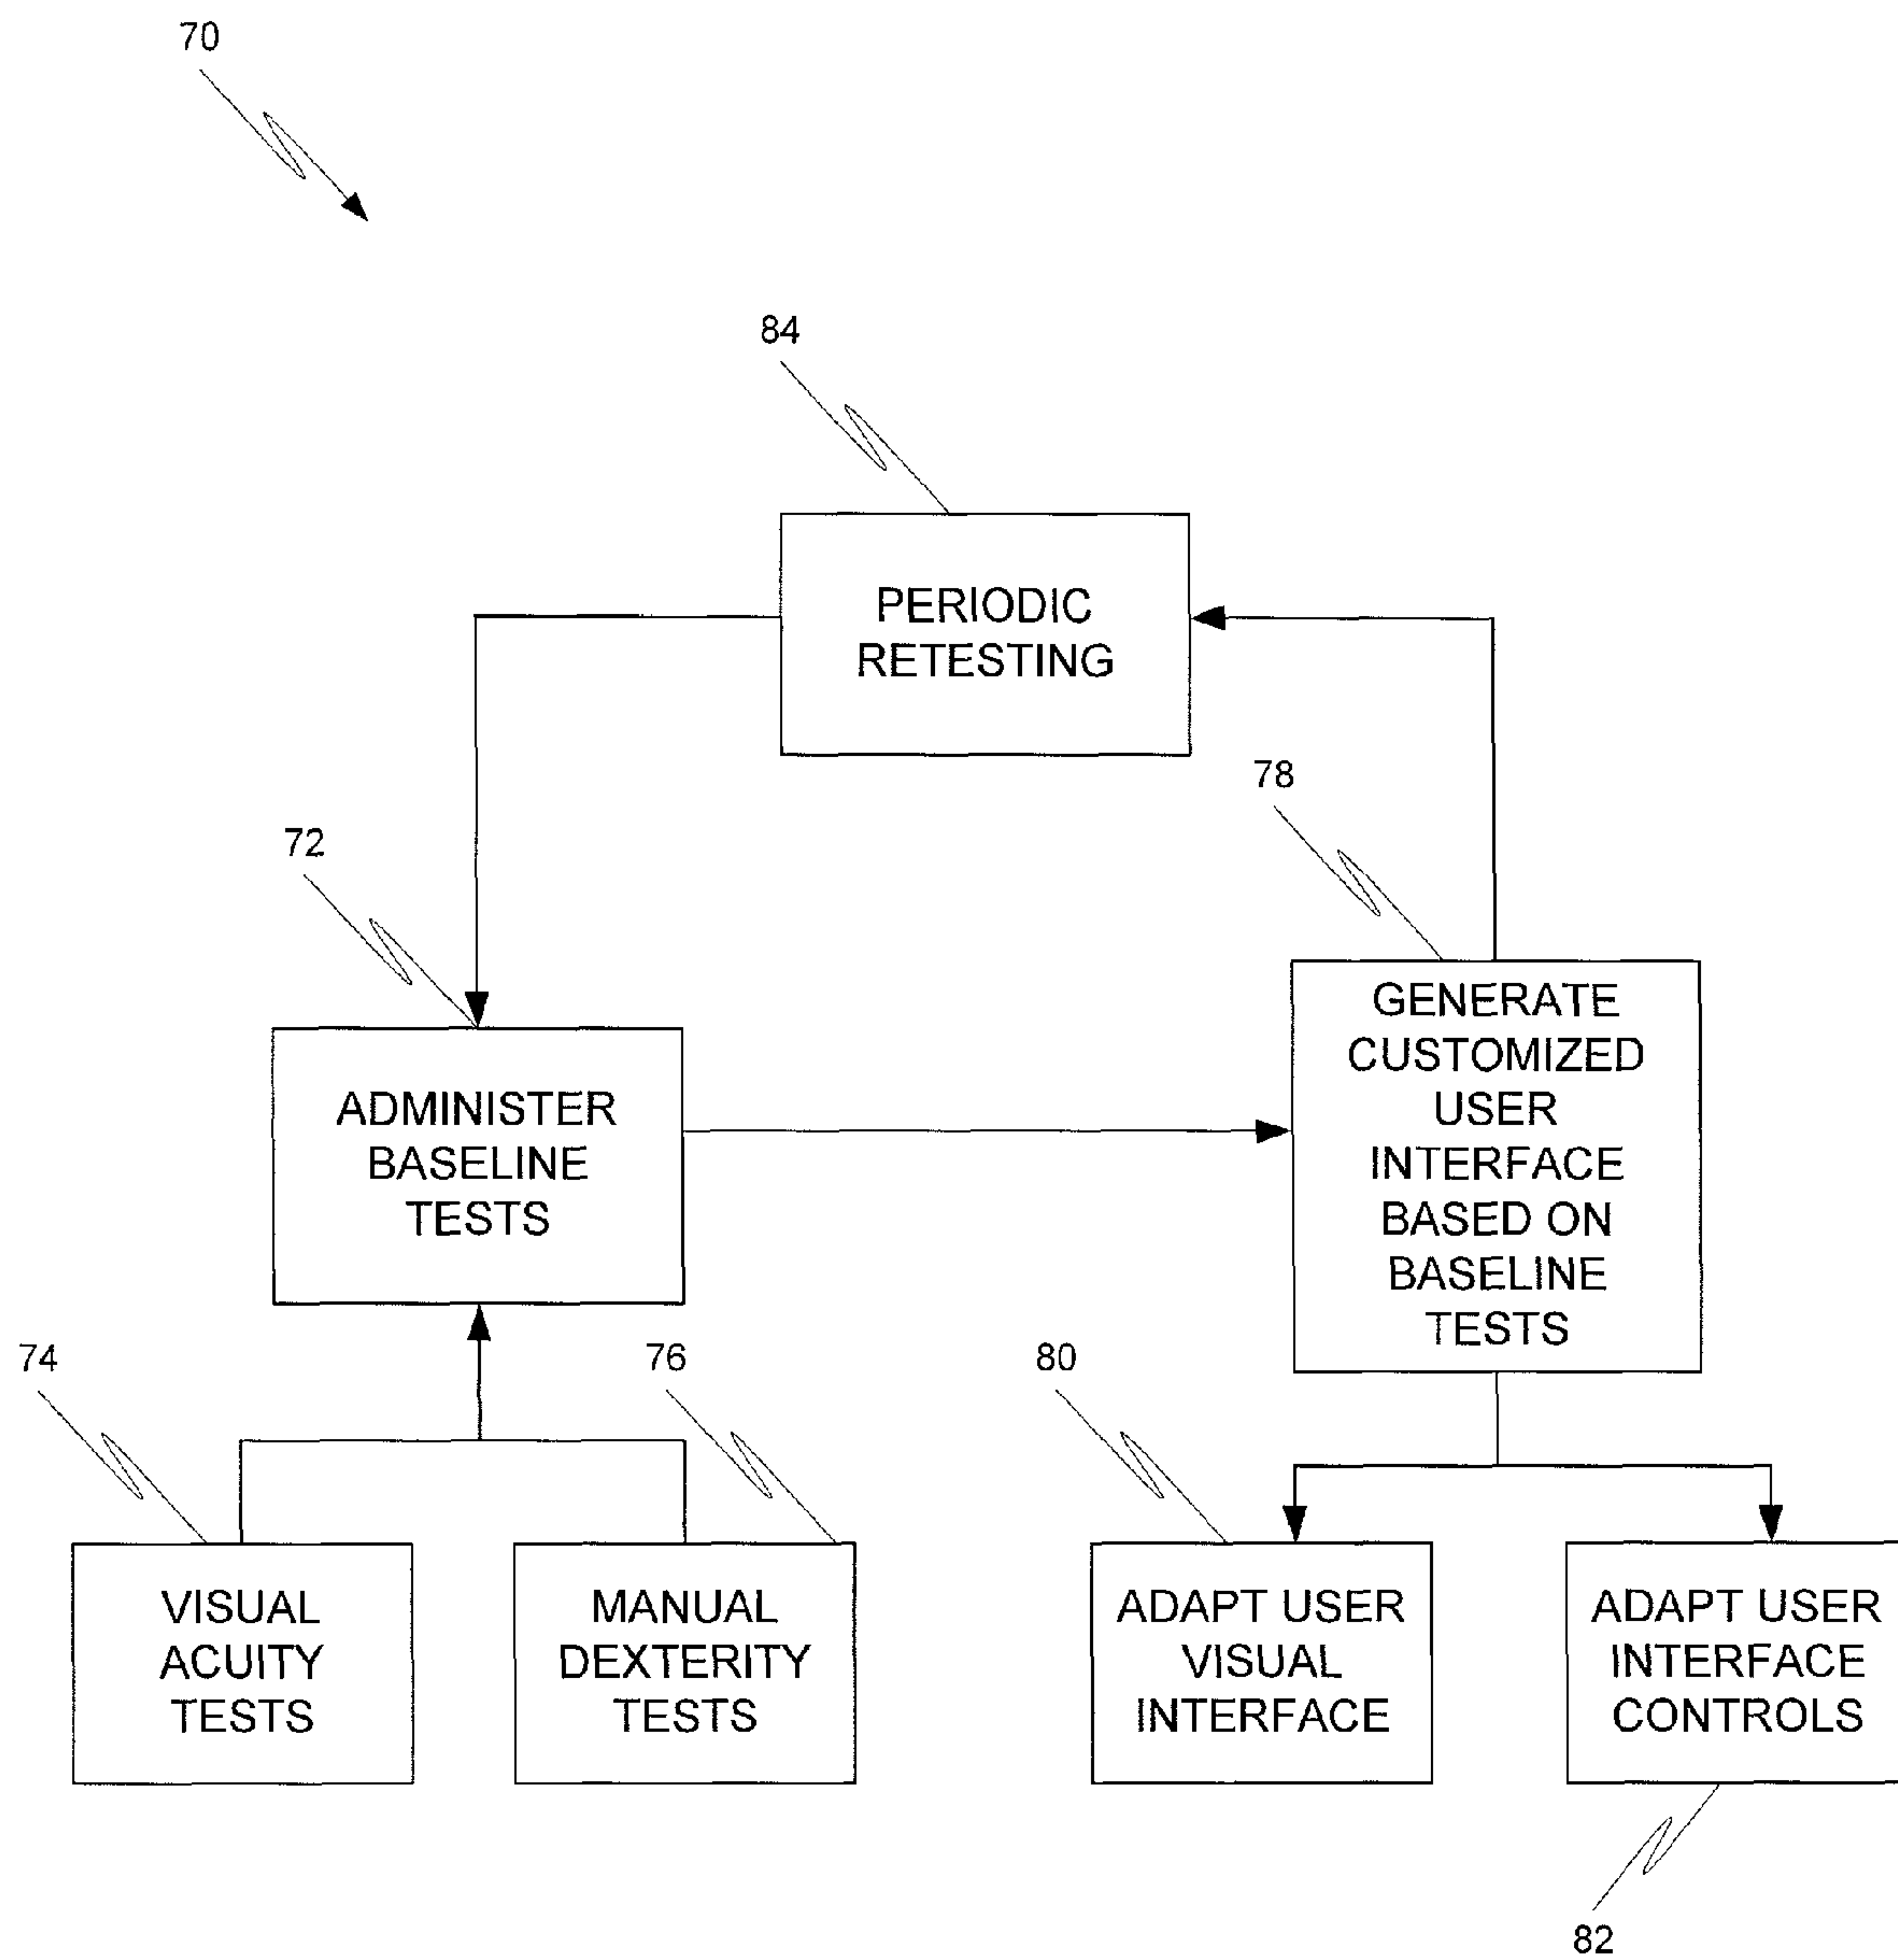 70
84
PERIODIC
RETESTING
78
72
GENERATE
CUSTOMIZED
USER
INTERFACE
BASED ON
BASELINE
TESTS
ADMINISTER
BASELINE
TESTS
74
76
80
VISUAL
ACUITY
TESTS
MANUAL
DEXTERITY
TESTS
ADAPT USER
VISUAL
INTERFACE
ADAPT USER
INTERFACE
CONTROLS
82